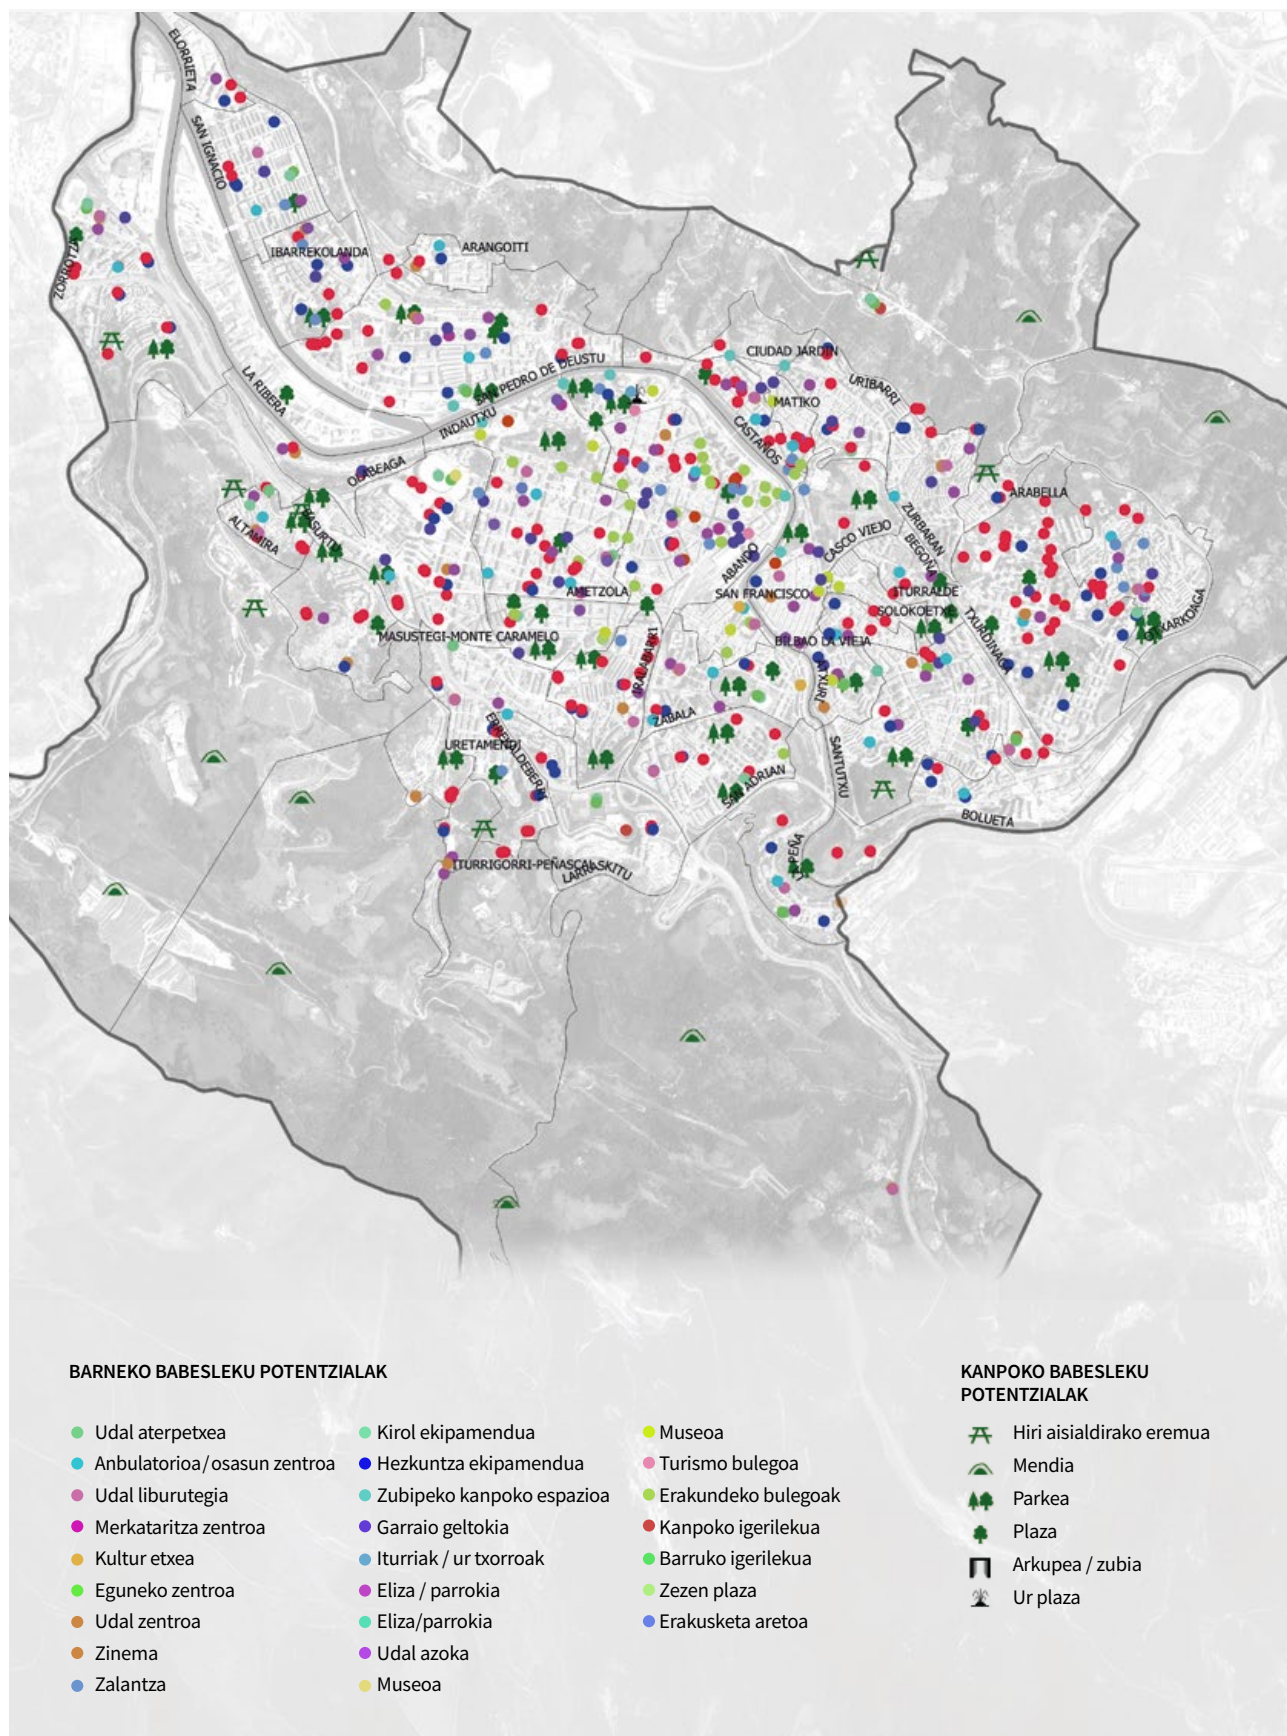 ELORRIETA
SAN IGNACIO
IBARREKOLANDA
ARANGOITI
ZORROTZA
LA RIBERA
SAN PEDRO DE DEUSTU
INDAUTXU
OLABEAGA
CIUDAD JARDIN
URIBARRI
MATIKO
CASTAÑOS
ALTAMIRA
BASURTU
ARABELLA
ZURBARAN
BEGOÑA
CASCO VIEJO
ABANDO
AMETZOLA
SAN FRANCISCO
ITURRALDE
SOLOKOETXE
TXURDINAGA
OTXARKOAGA
MASUSTEGI-MONTE CARAMELO
BILBAO LA VIEJA
IRALABARRI
ATXURI
ZABALA
URETAMENDI
ERREKALDEBERRI
SANTUTXU
SAN ADRIAN
BOLUETA
PEÑA
ITURRIGORRI-PEÑASCAL
LARRASKITU
BARNEKO BABESLEKU POTENTZIALAK
Udal aterpetxea
Anbulatorioa/osasun zentroa
Udal liburutegia
Merkataritza zentroa
Kultur etxea
Eguneko zentroa
Udal zentroa
Zinema
Zalantza
Kirol ekipamendua
Hezkuntza ekipamendua
Zubipeko kanpoko espazioa
Garraio geltokia
Iturriak / ur txorroak
Eliza / parrokia
Eliza/parrokia
Udal azoka
Museoa
Museoa
Turismo bulegoa
Erakundeko bulegoak
Kanpoko igerilekua
Barruko igerilekua
Zezen plaza
Erakusketa aretoa
KANPOKO BABESLEKU
POTENTZIALAK
Hiri aisialdirako eremua
Mendia
Parkea
Plaza
Arkupea / zubia
Ur plaza